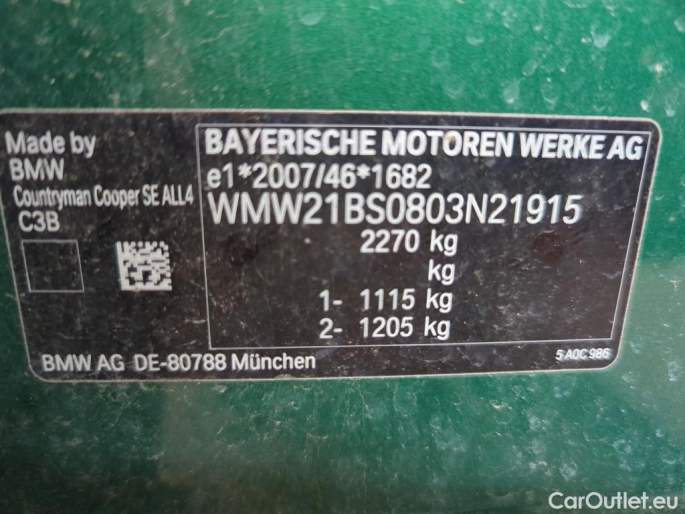 Made by
BMW
Countryman Cooper SE ALL4
C3B
BAYERISCHE MOTOREN WERKE AG
e1*2007/46*1682
WMW21BS0803N21915
2270 kg
kg
1- 1115 kg
2- 1205 kg
BMW AG DE-80788 München
5 A0C 986
CarOutlet.eu